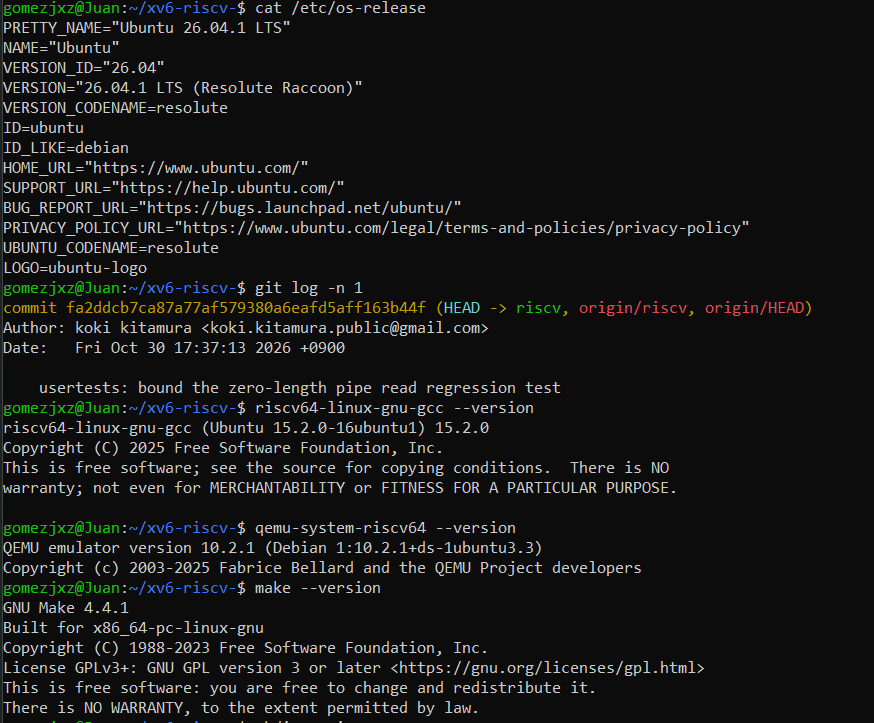 gomezjxz@Juan:~/xv6-riscv-$ cat /etc/os-release
PRETTY_NAME="Ubuntu 26.04.1 LTS"
NAME="Ubuntu"
VERSION_ID="26.04"
VERSION="26.04.1 LTS (Resolute Raccoon)"
VERSION_CODENAME=resolute
ID=ubuntu
ID_LIKE=debian
HOME_URL="https://www.ubuntu.com/"
SUPPORT_URL="https://help.ubuntu.com/"
BUG_REPORT_URL="https://bugs.launchpad.net/ubuntu/"
PRIVACY_POLICY_URL="https://www.ubuntu.com/legal/terms-and-policies/privacy-policy"
UBUNTU_CODENAME=resolute
LOGO=ubuntu-logo
gomezjxz@Juan:~/xv6-riscv-$ git log -n 1
commit fa2ddcb7ca87a77af579380a6eafd5aff163b44f (HEAD -> riscv, origin/riscv, origin/HEAD)
Author: koki kitamura <koki.kitamura.public@gmail.com>
Date:   Fri Oct 30 17:37:13 2026 +0900

    usertests: bound the zero-length pipe read regression test
gomezjxz@Juan:~/xv6-riscv-$ riscv64-linux-gnu-gcc --version
riscv64-linux-gnu-gcc (Ubuntu 15.2.0-16ubuntu1) 15.2.0
Copyright (C) 2025 Free Software Foundation, Inc.
This is free software; see the source for copying conditions.  There is NO
warranty; not even for MERCHANTABILITY or FITNESS FOR A PARTICULAR PURPOSE.

gomezjxz@Juan:~/xv6-riscv-$ qemu-system-riscv64 --version
QEMU emulator version 10.2.1 (Debian 1:10.2.1+ds-1ubuntu3.3)
Copyright (c) 2003-2025 Fabrice Bellard and the QEMU Project developers
gomezjxz@Juan:~/xv6-riscv-$ make --version
GNU Make 4.4.1
Built for x86_64-pc-linux-gnu
Copyright (C) 1988-2023 Free Software Foundation, Inc.
License GPLv3+: GNU GPL version 3 or later <https://gnu.org/licenses/gpl.html>
This is free software: you are free to change and redistribute it.
There is NO WARRANTY, to the extent permitted by law.